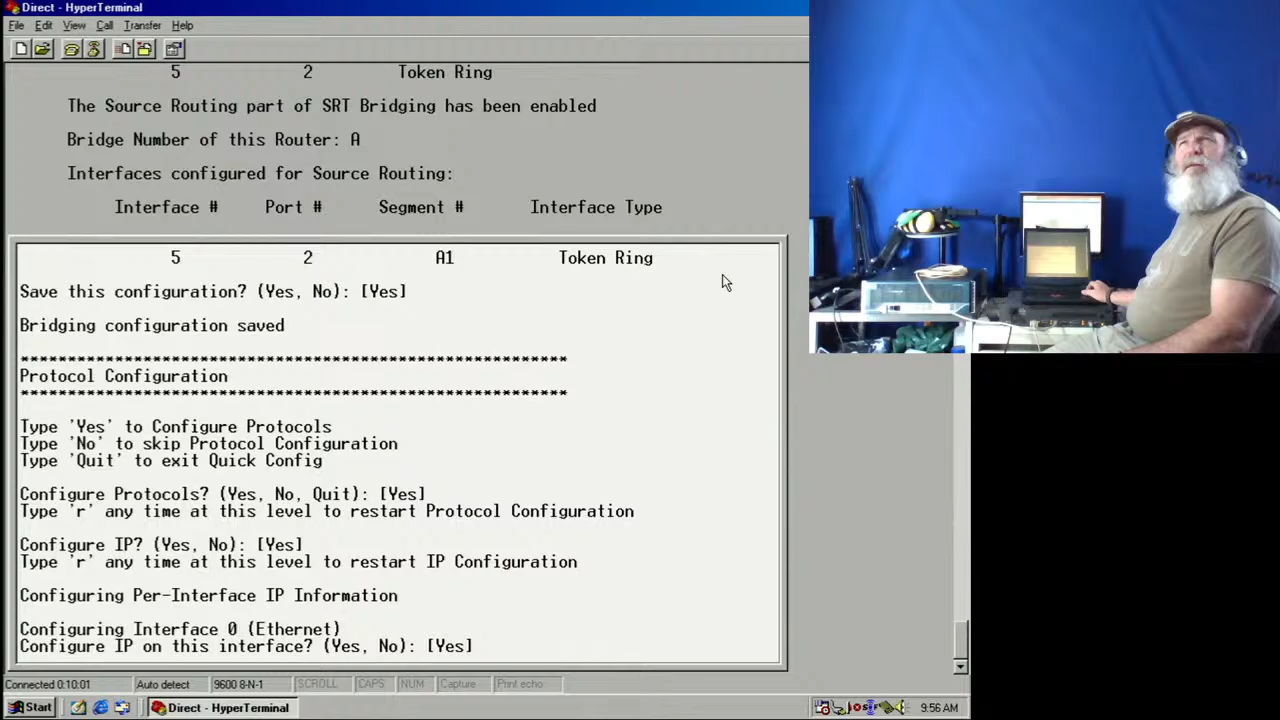 Direct - HyperTerminal
File Edit View Call Transfer Help
5 2 Token Ring
The Source Routing part of SRT Bridging has been enabled
Bridge Number of this Router: A
Interfaces configured for Source Routing:
Interface # Port # Segment # Interface Type
5 2 A1 Token Ring
Save this configuration? (Yes, No): [Yes]
Bridging configuration saved
**********************************************************
Protocol Configuration
**********************************************************
Type 'Yes' to Configure Protocols
Type 'No' to skip Protocol Configuration
Type 'Quit' to exit Quick Config
Configure Protocols? (Yes, No, Quit): [Yes]
Type 'r' any time at this level to restart Protocol Configuration
Configure IP? (Yes, No): [Yes]
Type 'r' any time at this level to restart IP Configuration
Configuring Per-Interface IP Information
Configuring Interface 0 (Ethernet)
Configure IP on this interface? (Yes, No): [Yes]
Connected 0:10:01 Auto detect 9600 8-N-1 SCROLL CAPS NUM Capture Print echo
Start Direct - HyperTerminal 9:56 AM